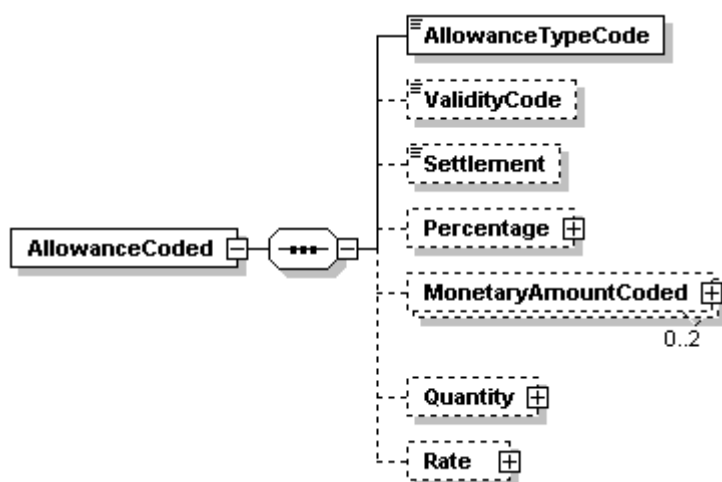 AllowanceTypeCode
ValidityCode
Settlement
Percentage
AllowanceCoded
MonetaryAmountCoded
0..2
Quantity
Rate